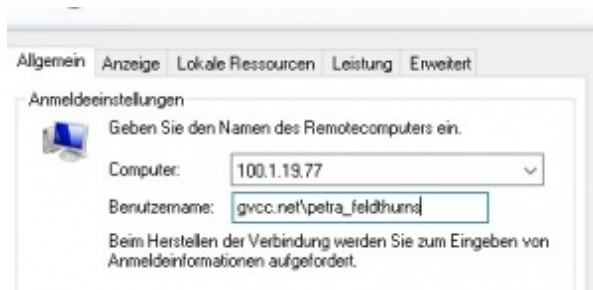 Allgemein Anzeige Lokale Ressourcen Leistung Erweitert
Anmeldeeinstellungen
Geben Sie den Namen des Remotecomputers ein.
Computer: 100.1.19.77
Benutzername: gvcc.net\petra_feldthurns
Beim Herstellen der Verbindung werden Sie zum Eingeben von
Anmeldeinformationen aufgefordert.